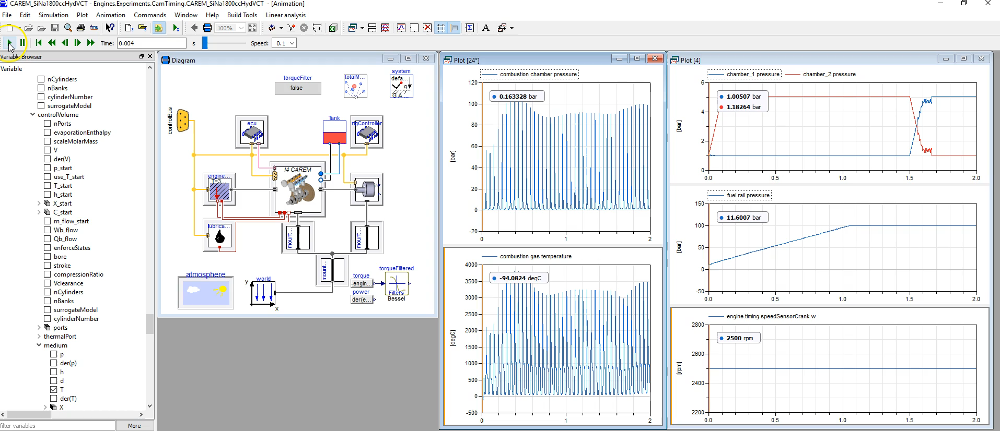 CAREM_SiNa1800ccHydVCT - Engines.Experiments.CamTiming.CAREM_SiNa1800ccHydVCT - [Animation]
File Edit Simulation Plot Animation Commands Window Help Build Tools Linear analysis
fmu 100% 3D Σ A
Time: 0.004 s Speed: 0.1
Variable Browser
Variable
nCylinders
nBanks
cylinderNumber
surrogateModel
controlVolume
nPorts
evaporationEnthalpy
scaleMolarMass
V
der(V)
p_start
use_T_start
T_start
h_start
X_start
C_start
m_flow_start
Wb_flow
Qb_flow
enforceStates
bore
stroke
compressionRatio
Vclearance
nCylinders
nBanks
surrogateModel
cylinderNumber
ports
thermalPort
medium
p
der(p)
h
d
T
der(T)
X
filter variables More
Diagram
torqueFilter
false
totalM...
system
defa...
g
G A ...
controlBus
ecu
Tank
rigController
I4 CAREM
engine...
T=3...
lubrica...
mount...
mount...
mount...
atmosphere
world
y
x
torque
-engin...
power
der(e...
torqueFiltered
Filters
Bessel
Plot [24*]
combustion chamber pressure
0.163328 bar
[bar]
120
100
80
60
40
20
0
-20
0 1 2
combustion gas temperature
-94.0824 degC
[degC]
4000
3500
3000
2500
2000
1500
1000
500
0
-500
0 1 2
Plot [4]
chamber_1 pressure chamber_2 pressure
1.00507 bar
1.18264 bar
[bar]
6
4
2
0
0.0 0.5 1.0 1.5 2.0
fuel rail pressure
11.6007 bar
[bar]
150
100
50
0
-50
0.0 0.5 1.0 1.5 2.0
engine.timing.speedSensorCrank.w
2500 rpm
[rpm]
2800
2600
2400
2200
0.0 0.5 1.0 1.5 2.0